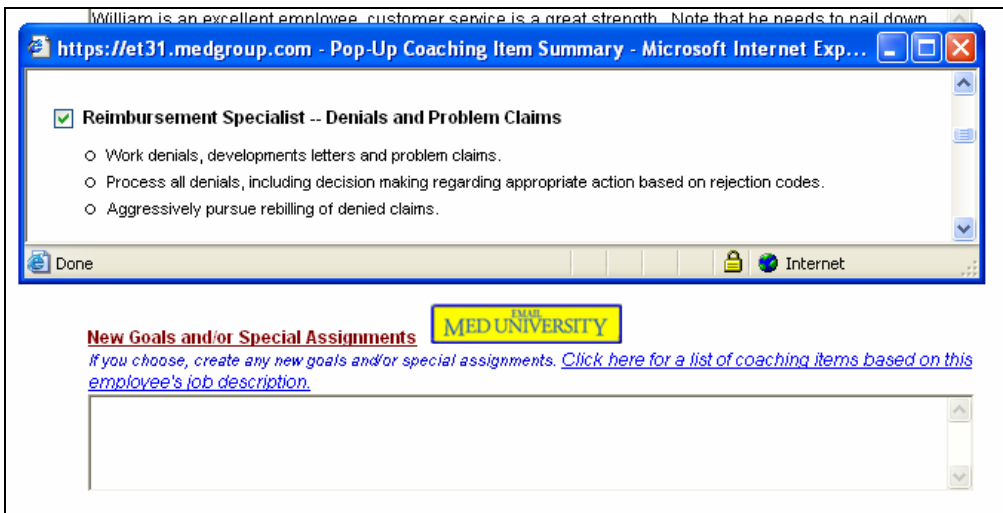 William is an excellent employee, customer service is a great strength. Note that he needs to nail down
https://et31.medgroup.com - Pop-Up Coaching Item Summary - Microsoft Internet Exp...
Reimbursement Specialist -- Denials and Problem Claims
Work denials, developments letters and problem claims.
Process all denials, including decision making regarding appropriate action based on rejection codes.
Aggressively pursue rebilling of denied claims.
Done
Internet
New Goals and/or Special Assignments
EMAIL
MED UNIVERSITY
If you choose, create any new goals and/or special assignments. Click here for a list of coaching items based on this
employee's job description.